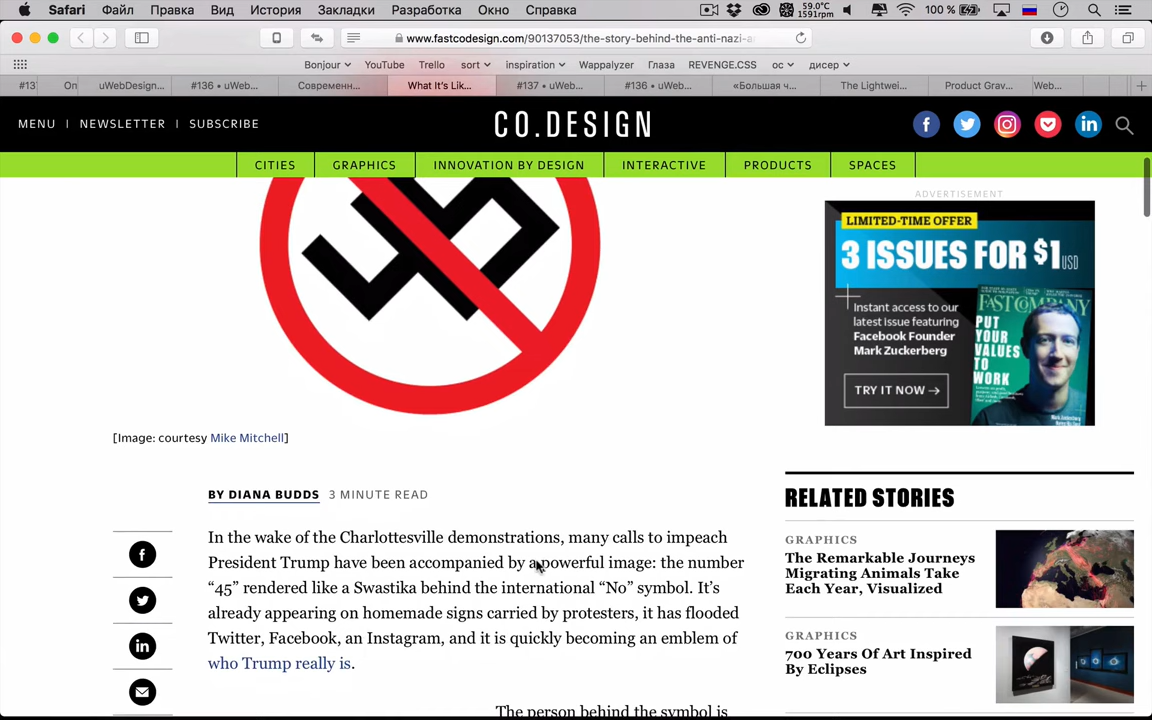 Safari Файл Правка Вид История Закладки Разработка Окно Справка 59.0°C 1591rpm 100 %
www.fastcodesign.com/90137053/the-story-behind-the-anti-nazi-a
Bonjour YouTube Trello sort inspiration Wappalyzer Глаза REVENGE.CSS ос дисер
#13 On uWebDesign... #136 - uWeb... Современн... What It's Lik... #137 - uWeb... #136 - uWeb... «Большая ч... The Lightwei... Product Grav... Web...
MENU | NEWSLETTER | SUBSCRIBE CO.DESIGN
CITIES GRAPHICS INNOVATION BY DESIGN INTERACTIVE PRODUCTS SPACES
ADVERTISEMENT
LIMITED-TIME OFFER
3 ISSUES FOR $1USD
Instant access to our
latest issue featuring
Facebook Founder
Mark Zuckerberg
TRY IT NOW →
FAST COMPANY
PUT
YOUR
VALUES
TO
WORK
45
[Image: courtesy Mike Mitchell]
BY DIANA BUDDS 3 MINUTE READ
In the wake of the Charlottesville demonstrations, many calls to impeach
President Trump have been accompanied by a powerful image: the number
“45” rendered like a Swastika behind the international “No” symbol. It’s
already appearing on homemade signs carried by protesters, it has flooded
Twitter, Facebook, an Instagram, and it is quickly becoming an emblem of
who Trump really is.
The person behind the symbol is
RELATED STORIES
GRAPHICS
The Remarkable Journeys
Migrating Animals Take
Each Year, Visualized
GRAPHICS
700 Years Of Art Inspired
By Eclipses